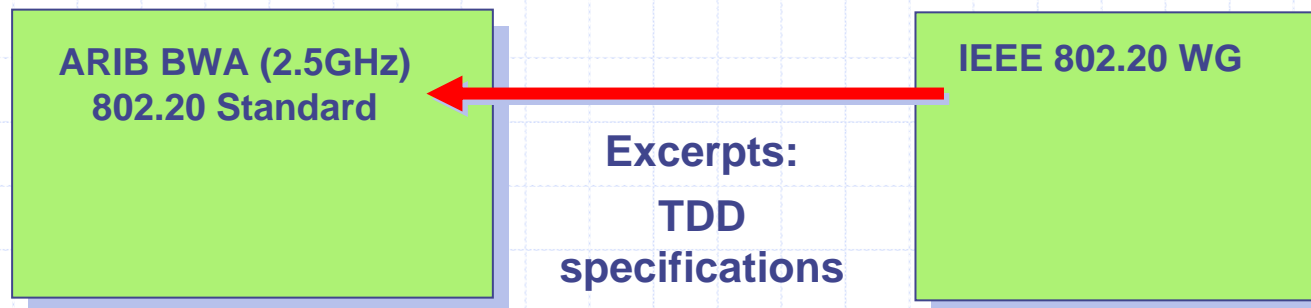 ARIB BWA (2.5GHz)
802.20 Standard
IEEE 802.20 WG
Excerpts:
TDD
specifications